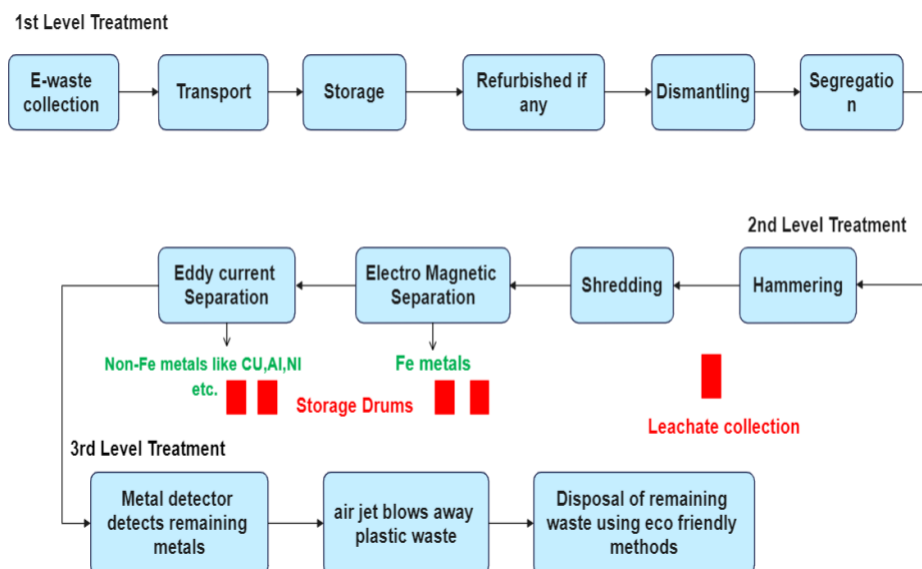 1st Level Treatment
E-waste
collection
Transport
Storage
Refurbished if
any
Dismantling
Segregatio
n
2nd Level Treatment
Eddy current
Separation
Electro Magnetic
Separation
Shredding
Hammering
Non-Fe metals like CU,Al,NI
etc.
Fe metals
Storage Drums
Leachate collection
3rd Level Treatment
Metal detector
detects remaining
metals
air jet blows away
plastic waste
Disposal of remaining
waste using eco friendly
methods